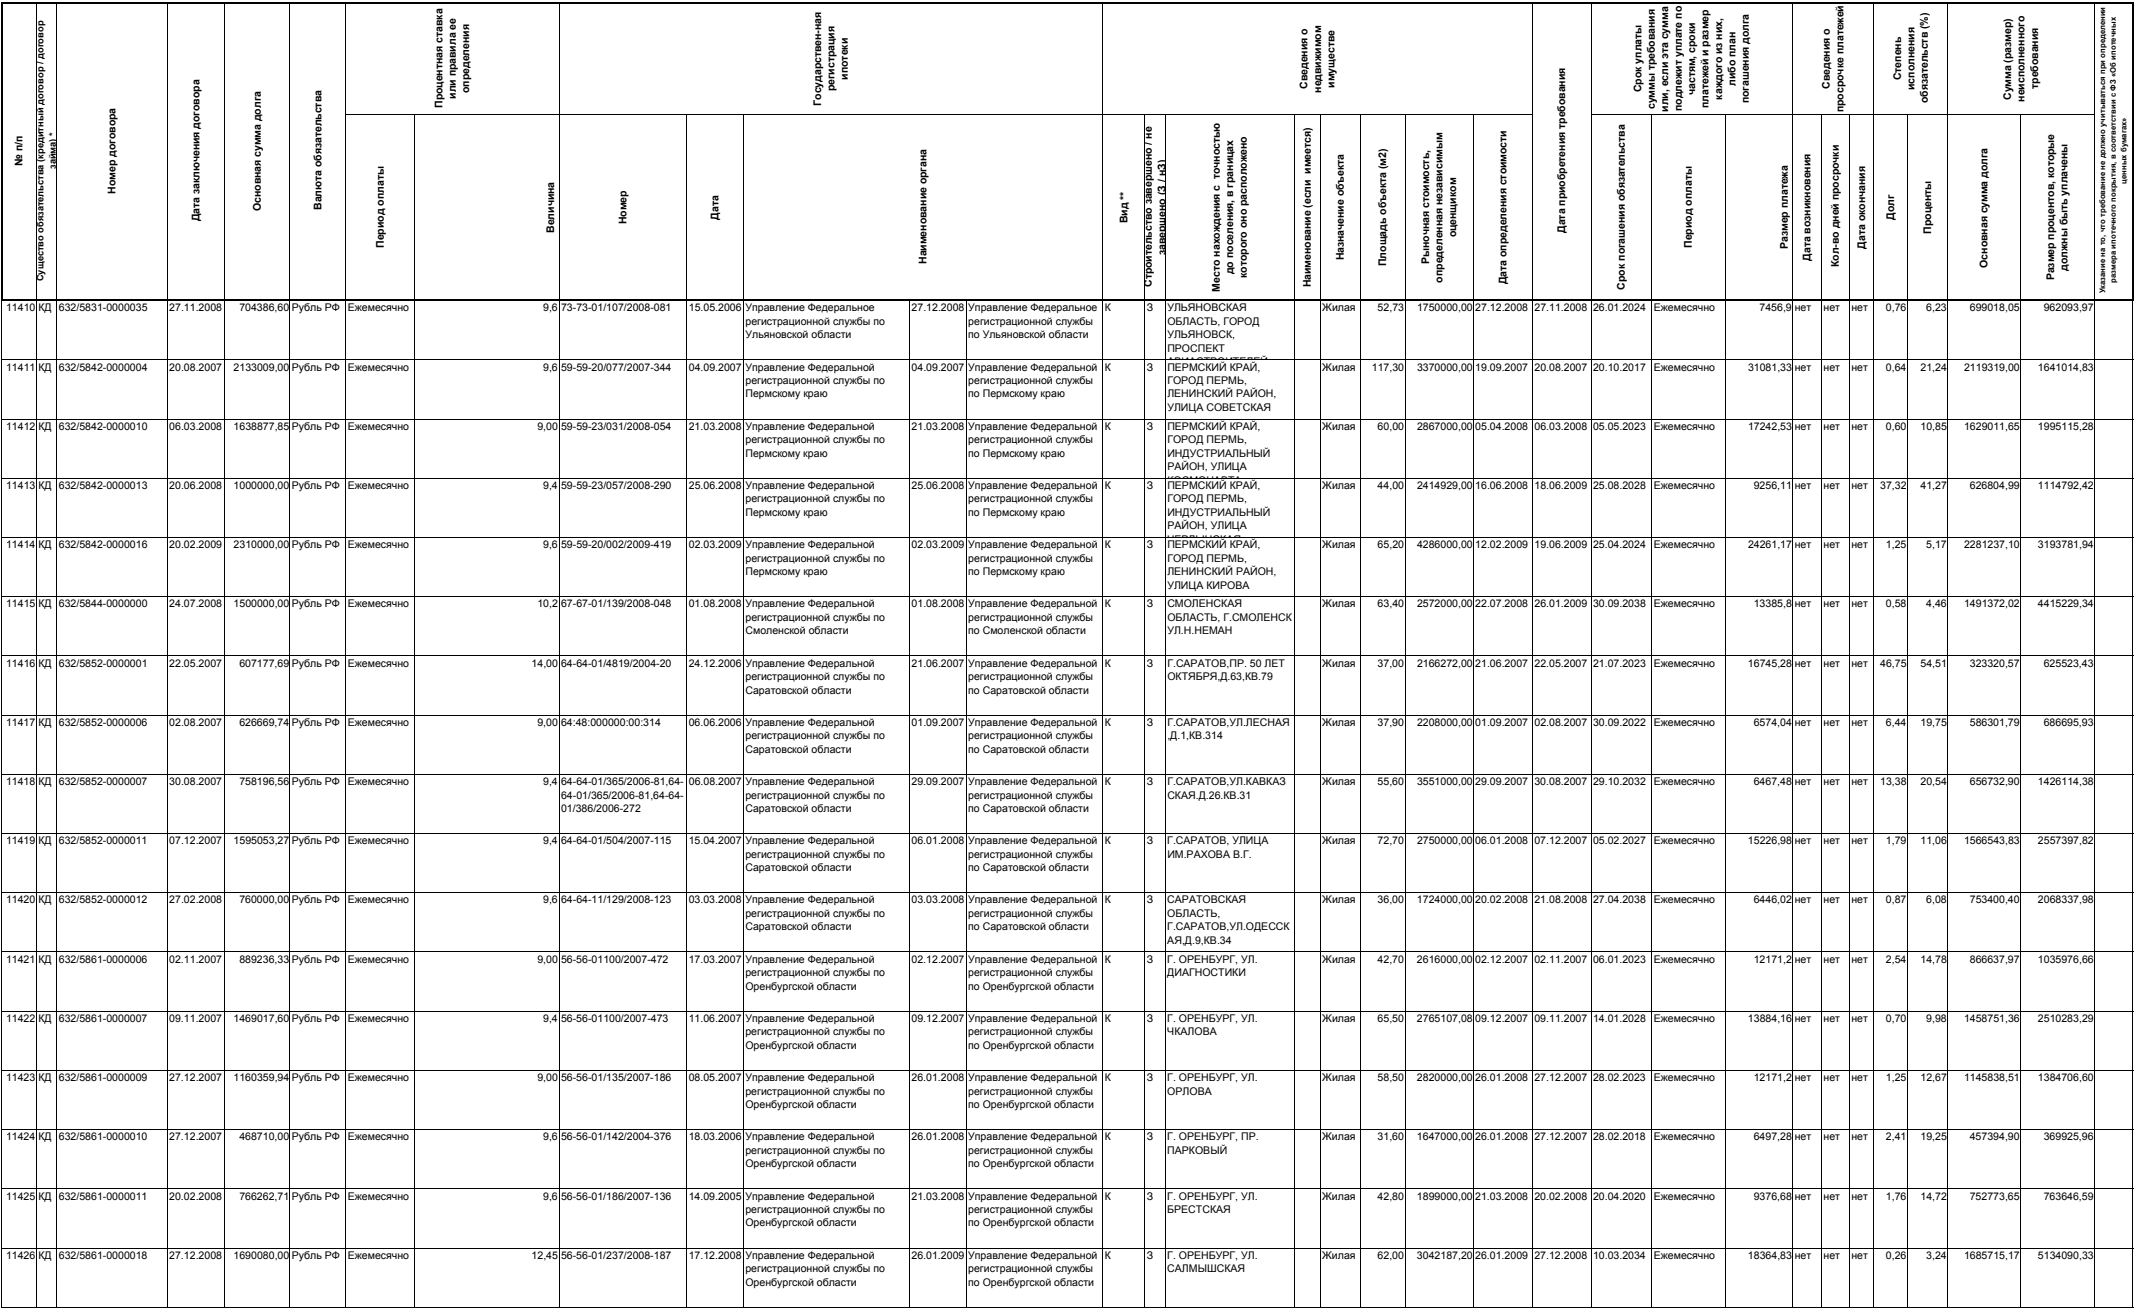 № п/п
Существо обязательства (кредитный договор / договор займа) *
Номер договора
Дата заключения договора
Основная сумма долга
Валюта обязательства
Процентная ставка или правила ее определения
Период оплаты
Величина
Государствен-ная регистрация ипотеки
Номер
Дата
Наименование органа
Сведения о недвижимом имуществе
Вид **
Строительство завершено / не завершено (З / нЗ)
Место нахождения с точностью до поселения, в границах которого оно расположено
Наименование (если имеется)
Назначение объекта
Площадь объекта (м2)
Рыночная стоимость, определенная независимым оценщиком
Дата определения стоимости
Дата приобретения требования
Срок уплаты суммы требования или, если эта сумма подлежит уплате по частям, сроки платежей и размер каждого из них, либо план погашения долга
Срок погашения обязательства
Период оплаты
Размер платежа
Сведения о просрочке платежей
Дата возникновения
Кол-во дней просрочки
Дата окончания
Степень исполнения обязательств (%)
Долг
Проценты
Сумма (размер) неисполненного требования
Основная сумма долга
Размер процентов, которые должны быть уплачены
Указание на то, что требование не должно учитываться при определении размера ипотечного покрытия, в соответствии с ФЗ «Об ипотечных ценных бумагах»
11410 КД 632/5831-0000035 27.11.2008 704386,60 Рубль РФ Ежемесячно 9,6 73-73-01/107/2008-081 15.05.2006 Управление Федеральное регистрационной службы по Ульяновской области 27.12.2008 Управление Федеральное регистрационной службы по Ульяновской области К З УЛЬЯНОВСКАЯ ОБЛАСТЬ, ГОРОД УЛЬЯНОВСК, ПРОСПЕКТ Жилая 52,73 1750000,00 27.12.2008 27.11.2008 26.01.2024 Ежемесячно 7456,9 нет нет нет 0,76 6,23 699018,05 962093,97
11411 КД 632/5842-0000004 20.08.2007 2133009,00 Рубль РФ Ежемесячно 9,6 59-59-20/077/2007-344 04.09.2007 Управление Федеральной регистрационной службы по Пермскому краю 04.09.2007 Управление Федеральной регистрационной службы по Пермскому краю К З ПЕРМСКИЙ КРАЙ, ГОРОД ПЕРМЬ, ЛЕНИНСКИЙ РАЙОН, УЛИЦА СОВЕТСКАЯ Жилая 117,30 3370000,00 19.09.2007 20.08.2007 20.10.2017 Ежемесячно 31081,33 нет нет нет 0,64 21,24 2119319,00 1641014,83
11412 КД 632/5842-0000010 06.03.2008 1638877,85 Рубль РФ Ежемесячно 9,00 59-59-23/031/2008-054 21.03.2008 Управление Федеральной регистрационной службы по Пермскому краю 21.03.2008 Управление Федеральной регистрационной службы по Пермскому краю К З ПЕРМСКИЙ КРАЙ, ГОРОД ПЕРМЬ, ИНДУСТРИАЛЬНЫЙ РАЙОН, УЛИЦА Жилая 60,00 2867000,00 05.04.2008 06.03.2008 05.05.2023 Ежемесячно 17242,53 нет нет нет 0,60 10,85 1629011,65 1995115,28
11413 КД 632/5842-0000013 20.06.2008 1000000,00 Рубль РФ Ежемесячно 9,4 59-59-23/057/2008-290 25.06.2008 Управление Федеральной регистрационной службы по Пермскому краю 25.06.2008 Управление Федеральной регистрационной службы по Пермскому краю К З ПЕРМСКИЙ КРАЙ, ГОРОД ПЕРМЬ, ИНДУСТРИАЛЬНЫЙ РАЙОН, УЛИЦА Жилая 44,00 2414929,00 16.06.2008 18.06.2009 25.08.2028 Ежемесячно 9256,11 нет нет нет 37,32 41,27 626804,99 1114792,42
11414 КД 632/5842-0000016 20.02.2009 2310000,00 Рубль РФ Ежемесячно 9,6 59-59-20/002/2009-419 02.03.2009 Управление Федеральной регистрационной службы по Пермскому краю 02.03.2009 Управление Федеральной регистрационной службы по Пермскому краю К З ПЕРМСКИЙ КРАЙ, ГОРОД ПЕРМЬ, ЛЕНИНСКИЙ РАЙОН, УЛИЦА КИРОВА Жилая 65,20 4286000,00 12.02.2009 19.06.2009 25.04.2024 Ежемесячно 24261,17 нет нет нет 1,25 5,17 2281237,10 3193781,94
11415 КД 632/5844-0000000 24.07.2008 1500000,00 Рубль РФ Ежемесячно 10,2 67-67-01/139/2008-048 01.08.2008 Управление Федеральной регистрационной службы по Смоленской области 01.08.2008 Управление Федеральной регистрационной службы по Смоленской области К З СМОЛЕНСКАЯ ОБЛАСТЬ, Г.СМОЛЕНСК УЛ.Н.НЕМАН Жилая 63,40 2572000,00 22.07.2008 26.01.2009 30.09.2038 Ежемесячно 13385,8 нет нет нет 0,58 4,46 1491372,02 4415229,34
11416 КД 632/5852-0000001 22.05.2007 607177,69 Рубль РФ Ежемесячно 14,00 64-64-01/4819/2004-20 24.12.2006 Управление Федеральной регистрационной службы по Саратовской области 21.06.2007 Управление Федеральной регистрационной службы по Саратовской области К З Г.САРАТОВ,ПР. 50 ЛЕТ ОКТЯБРЯ,Д.63,КВ.79 Жилая 37,00 2166272,00 21.06.2007 22.05.2007 21.07.2023 Ежемесячно 16745,28 нет нет нет 46,75 54,51 323320,57 625523,43
11417 КД 632/5852-0000006 02.08.2007 626669,74 Рубль РФ Ежемесячно 9,00 64:48:000000:00:314 06.06.2006 Управление Федеральной регистрационной службы по Саратовской области 01.09.2007 Управление Федеральной регистрационной службы по Саратовской области К З Г.САРАТОВ,УЛ.ЛЕСНАЯ ,Д.1,КВ.314 Жилая 37,90 2208000,00 01.09.2007 02.08.2007 30.09.2022 Ежемесячно 6574,04 нет нет нет 6,44 19,75 586301,79 686695,93
11418 КД 632/5852-0000007 30.08.2007 758196,56 Рубль РФ Ежемесячно 9,4 64-64-01/365/2006-81,64-64-01/365/2006-81,64-64-01/386/2006-272 06.08.2007 Управление Федеральной регистрационной службы по Саратовской области 29.09.2007 Управление Федеральной регистрационной службы по Саратовской области К З Г.САРАТОВ,УЛ.КАВКАЗ СКАЯ.Д.26.КВ.31 Жилая 55,60 3551000,00 29.09.2007 30.08.2007 29.10.2032 Ежемесячно 6467,48 нет нет нет 13,38 20,54 656732,90 1426114,38
11419 КД 632/5852-0000011 07.12.2007 1595053,27 Рубль РФ Ежемесячно 9,4 64-64-01/504/2007-115 15.04.2007 Управление Федеральной регистрационной службы по Саратовской области 06.01.2008 Управление Федеральной регистрационной службы по Саратовской области К З Г.САРАТОВ, УЛИЦА ИМ.РАХОВА В.Г. Жилая 72,70 2750000,00 06.01.2008 07.12.2007 05.02.2027 Ежемесячно 15226,98 нет нет нет 1,79 11,06 1566543,83 2557397,82
11420 КД 632/5852-0000012 27.02.2008 760000,00 Рубль РФ Ежемесячно 9,6 64-64-11/129/2008-123 03.03.2008 Управление Федеральной регистрационной службы по Саратовской области 03.03.2008 Управление Федеральной регистрационной службы по Саратовской области К З САРАТОВСКАЯ ОБЛАСТЬ, Г.САРАТОВ,УЛ.ОДЕССК АЯ,Д.9,КВ.34 Жилая 36,00 1724000,00 20.02.2008 21.08.2008 27.04.2038 Ежемесячно 6446,02 нет нет нет 0,87 6,08 753400,40 2068337,98
11421 КД 632/5861-0000006 02.11.2007 889236,33 Рубль РФ Ежемесячно 9,00 56-56-01100/2007-472 17.03.2007 Управление Федеральной регистрационной службы по Оренбургской области 02.12.2007 Управление Федеральной регистрационной службы по Оренбургской области К З Г. ОРЕНБУРГ, УЛ. ДИАГНОСТИКИ Жилая 42,70 2616000,00 02.12.2007 02.11.2007 06.01.2023 Ежемесячно 12171,2 нет нет нет 2,54 14,78 866637,97 1035976,66
11422 КД 632/5861-0000007 09.11.2007 1469017,60 Рубль РФ Ежемесячно 9,4 56-56-01100/2007-473 11.06.2007 Управление Федеральной регистрационной службы по Оренбургской области 09.12.2007 Управление Федеральной регистрационной службы по Оренбургской области К З Г. ОРЕНБУРГ, УЛ. ЧКАЛОВА Жилая 65,50 2765107,08 09.12.2007 09.11.2007 14.01.2028 Ежемесячно 13884,16 нет нет нет 0,70 9,98 1458751,36 2510283,29
11423 КД 632/5861-0000009 27.12.2007 1160359,94 Рубль РФ Ежемесячно 9,00 56-56-01/135/2007-186 08.05.2007 Управление Федеральной регистрационной службы по Оренбургской области 26.01.2008 Управление Федеральной регистрационной службы по Оренбургской области К З Г. ОРЕНБУРГ, УЛ. ОРЛОВА Жилая 58,50 2820000,00 26.01.2008 27.12.2007 28.02.2023 Ежемесячно 12171,2 нет нет нет 1,25 12,67 1145838,51 1384706,60
11424 КД 632/5861-0000010 27.12.2007 468710,00 Рубль РФ Ежемесячно 9,6 56-56-01/142/2004-376 18.03.2006 Управление Федеральной регистрационной службы по Оренбургской области 26.01.2008 Управление Федеральной регистрационной службы по Оренбургской области К З Г. ОРЕНБУРГ, ПР. ПАРКОВЫЙ Жилая 31,60 1647000,00 26.01.2008 27.12.2007 28.02.2018 Ежемесячно 6497,28 нет нет нет 2,41 19,25 457394,90 369925,96
11425 КД 632/5861-0000011 20.02.2008 766262,71 Рубль РФ Ежемесячно 9,6 56-56-01/186/2007-136 14.09.2005 Управление Федеральной регистрационной службы по Оренбургской области 21.03.2008 Управление Федеральной регистрационной службы по Оренбургской области К З Г. ОРЕНБУРГ, УЛ. БРЕСТСКАЯ Жилая 42,80 1899000,00 21.03.2008 20.02.2008 20.04.2020 Ежемесячно 9376,68 нет нет нет 1,76 14,72 752773,65 763646,59
11426 КД 632/5861-0000018 27.12.2008 1690080,00 Рубль РФ Ежемесячно 12,45 56-56-01/237/2008-187 17.12.2008 Управление Федеральной регистрационной службы по Оренбургской области 26.01.2009 Управление Федеральной регистрационной службы по Оренбургской области К З Г. ОРЕНБУРГ, УЛ. САЛМЫШСКАЯ Жилая 62,00 3042187,20 26.01.2009 27.12.2008 10.03.2034 Ежемесячно 18364,83 нет нет нет 0,26 3,24 1685715,17 5134090,33